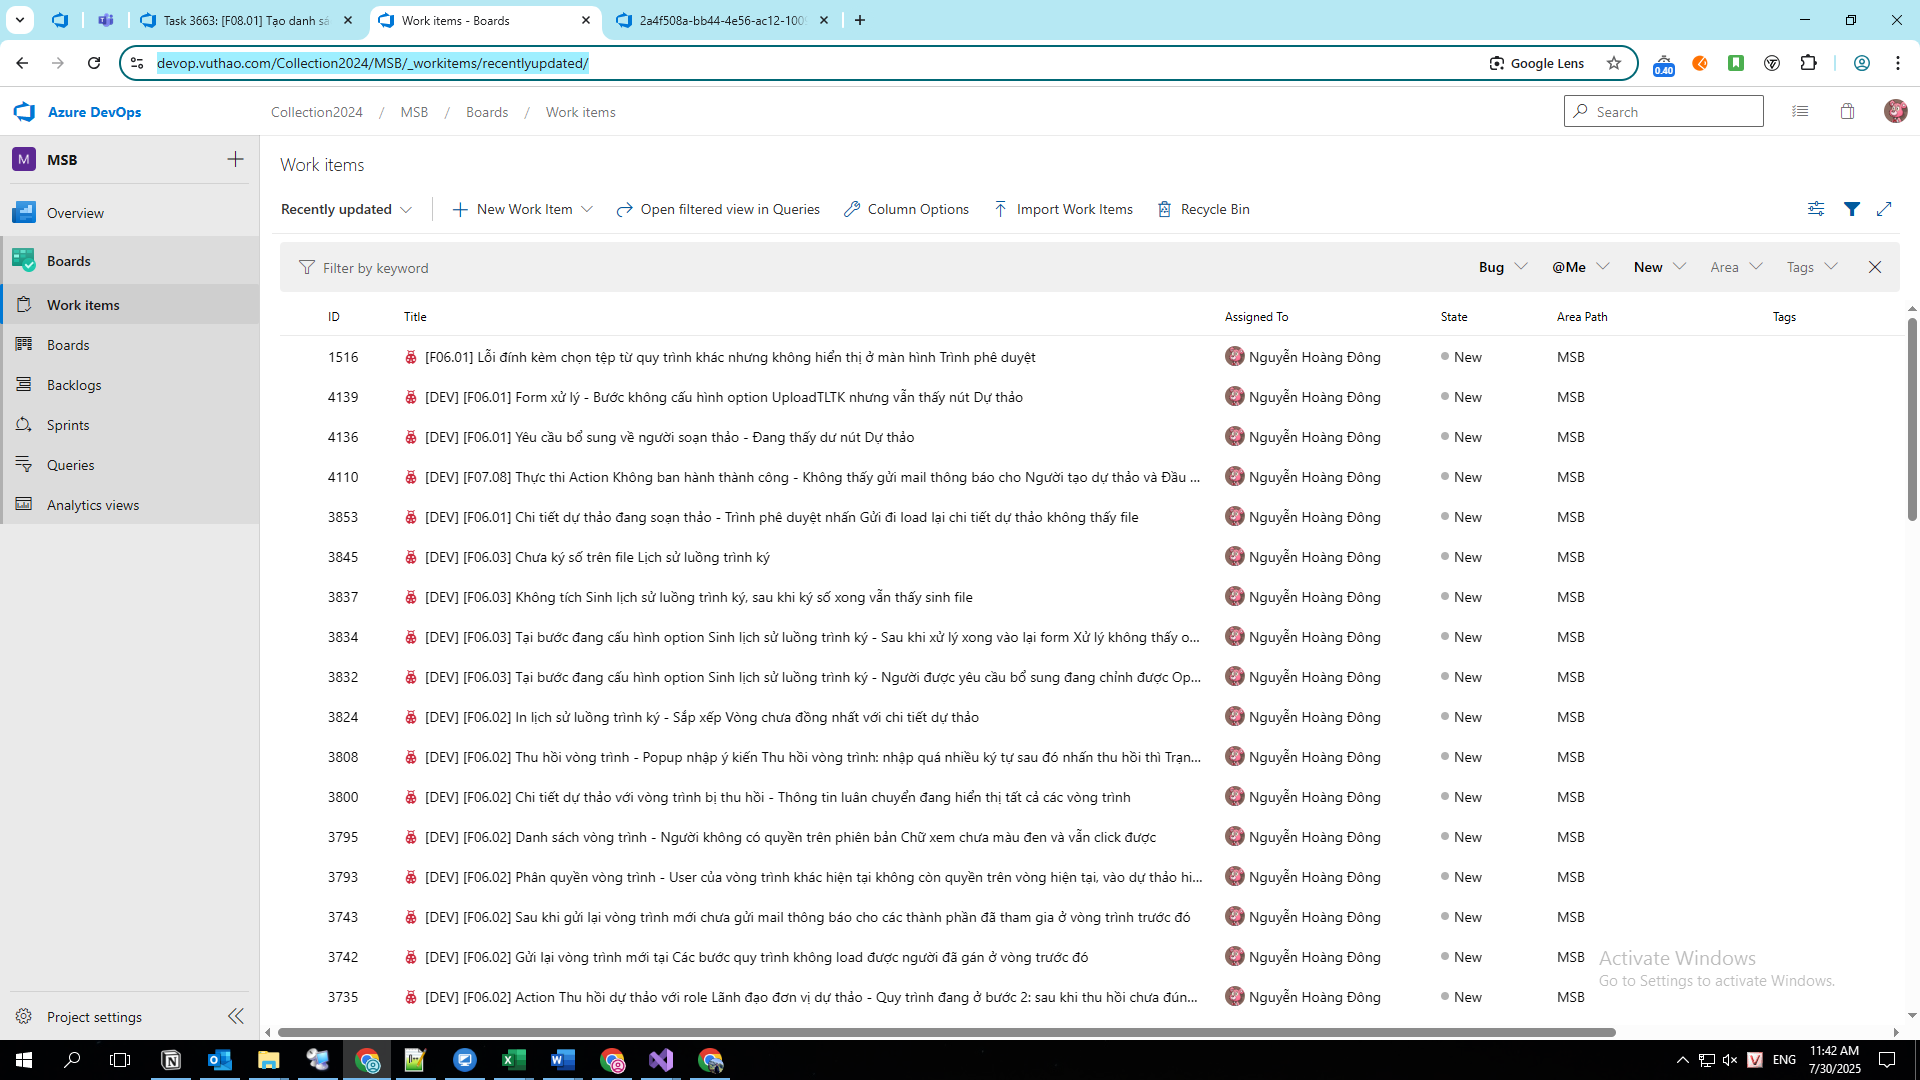 Task 3663: [F08.01] Tạo danh sá
Work items - Boards
2a4f508a-bb44-4e56-ac12-100
devop.vuthao.com/Collection2024/MSB/_workitems/recentlyupdated/
Google Lens
0.40
Azure DevOps
Collection2024 / MSB / Boards / Work items
Search
M MSB
Overview
Boards
Work items
Boards
Backlogs
Sprints
Queries
Analytics views
Project settings
Work items
Recently updated
New Work Item
Open filtered view in Queries
Column Options
Import Work Items
Recycle Bin
Filter by keyword
Bug @Me New Area Tags
ID Title Assigned To State Area Path Tags
1516 [F06.01] Lỗi đính kèm chọn tệp từ quy trình khác nhưng không hiển thị ở màn hình Trình phê duyệt Nguyễn Hoàng Đông New MSB
4139 [DEV] [F06.01] Form xử lý - Bước không cấu hình option UploadTLTK nhưng vẫn thấy nút Dự thảo Nguyễn Hoàng Đông New MSB
4136 [DEV] [F06.01] Yêu cầu bổ sung về người soạn thảo - Đang thấy dư nút Dự thảo Nguyễn Hoàng Đông New MSB
4110 [DEV] [F07.08] Thực thi Action Không ban hành thành công - Không thấy gửi mail thông báo cho Người tạo dự thảo và Đầu ... Nguyễn Hoàng Đông New MSB
3853 [DEV] [F06.01] Chi tiết dự thảo đang soạn thảo - Trình phê duyệt nhấn Gửi đi load lại chi tiết dự thảo không thấy file Nguyễn Hoàng Đông New MSB
3845 [DEV] [F06.03] Chưa ký số trên file Lịch sử luồng trình ký Nguyễn Hoàng Đông New MSB
3837 [DEV] [F06.03] Không tích Sinh lịch sử luồng trình ký, sau khi ký số xong vẫn thấy sinh file Nguyễn Hoàng Đông New MSB
3834 [DEV] [F06.03] Tại bước đang cấu hình option Sinh lịch sử luồng trình ký - Sau khi xử lý xong vào lại form Xử lý không thấy o... Nguyễn Hoàng Đông New MSB
3832 [DEV] [F06.03] Tại bước đang cấu hình option Sinh lịch sử luồng trình ký - Người được yêu cầu bổ sung đang chỉnh được Op... Nguyễn Hoàng Đông New MSB
3824 [DEV] [F06.02] In lịch sử luồng trình ký - Sắp xếp Vòng chưa đồng nhất với chi tiết dự thảo Nguyễn Hoàng Đông New MSB
3808 [DEV] [F06.02] Thu hồi vòng trình - Popup nhập ý kiến Thu hồi vòng trình: nhập quá nhiều ký tự sau đó nhấn thu hồi thì Trạn... Nguyễn Hoàng Đông New MSB
3800 [DEV] [F06.02] Chi tiết dự thảo với vòng trình bị thu hồi - Thông tin luân chuyển đang hiển thị tất cả các vòng trình Nguyễn Hoàng Đông New MSB
3795 [DEV] [F06.02] Danh sách vòng trình - Người không có quyền trên phiên bản Chữ xem chưa màu đen và vẫn click được Nguyễn Hoàng Đông New MSB
3793 [DEV] [F06.02] Phân quyền vòng trình - User của vòng trình khác hiện tại không còn quyền trên vòng hiện tại, vào dự thảo hi... Nguyễn Hoàng Đông New MSB
3743 [DEV] [F06.02] Sau khi gửi lại vòng trình mới chưa gửi mail thông báo cho các thành phần đã tham gia ở vòng trình trước đó Nguyễn Hoàng Đông New MSB
3742 [DEV] [F06.02] Gửi lại vòng trình mới tại Các bước quy trình không load được người đã gán ở vòng trước đó Nguyễn Hoàng Đông New MSB
3735 [DEV] [F06.02] Action Thu hồi dự thảo với role Lãnh đạo đơn vị dự thảo - Quy trình đang ở bước 2: sau khi thu hồi chưa đún... Nguyễn Hoàng Đông New MSB
Activate Windows
Go to Settings to activate Windows.
V ENG
11:42 AM
7/30/2025